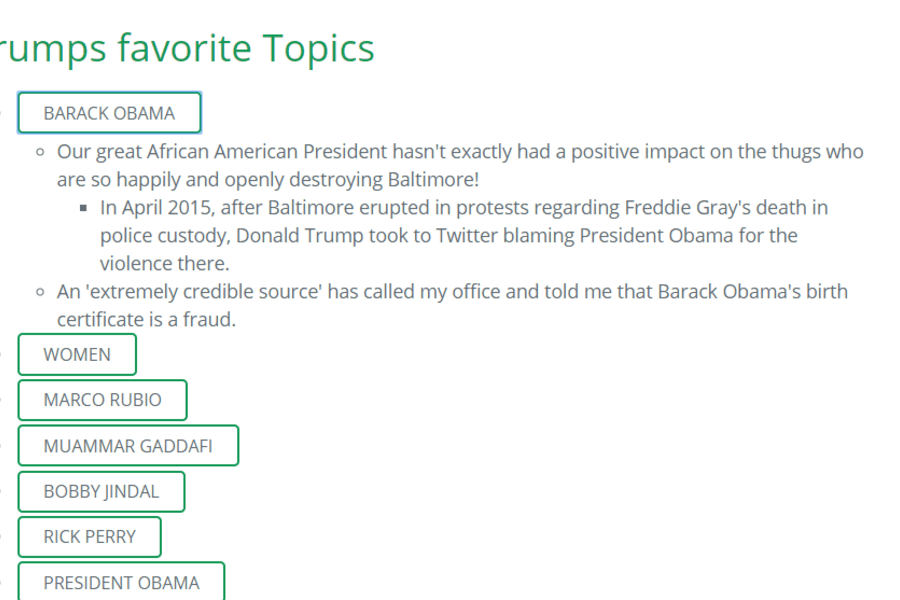 rumps favorite Topics
BARACK OBAMA
Our great African American President hasn't exactly had a positive impact on the thugs who
are so happily and openly destroying Baltimore!
In April 2015, after Baltimore erupted in protests regarding Freddie Gray's death in
police custody, Donald Trump took to Twitter blaming President Obama for the
violence there.
An 'extremely credible source' has called my office and told me that Barack Obama's birth
certificate is a fraud.
WOMEN
MARCO RUBIO
MUAMMAR GADDAFI
BOBBY JINDAL
RICK PERRY
PRESIDENT OBAMA